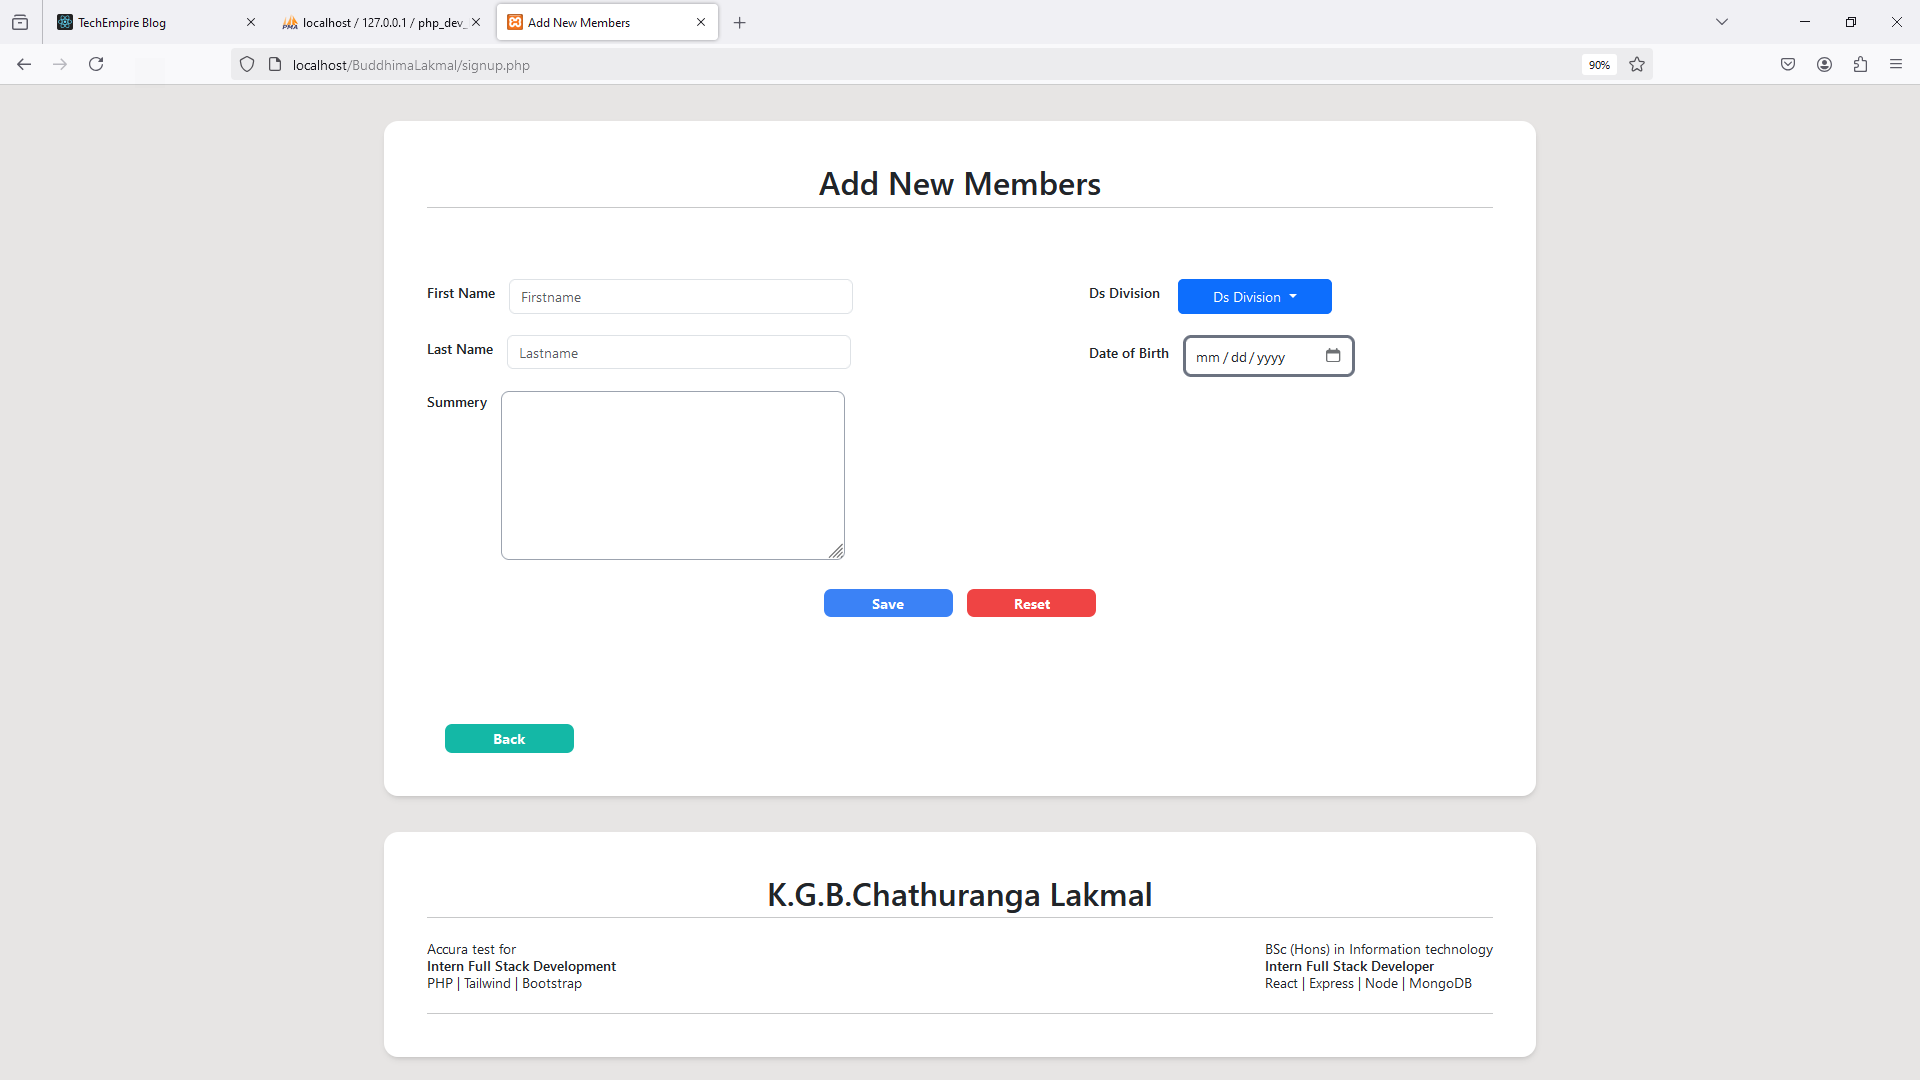 TechEmpire Blog
localhost / 127.0.0.1 / php_dev_
Add New Members
localhost/BuddhimaLakmal/signup.php
90%
Add New Members
First Name
Firstname
Ds Division
Ds Division
Last Name
Lastname
Date of Birth
mm / dd / yyyy
Summery
Save
Reset
Back
K.G.B.Chathuranga Lakmal
Accura test for
Intern Full Stack Development
PHP | Tailwind | Bootstrap
BSc (Hons) in Information technology
Intern Full Stack Developer
React | Express | Node | MongoDB